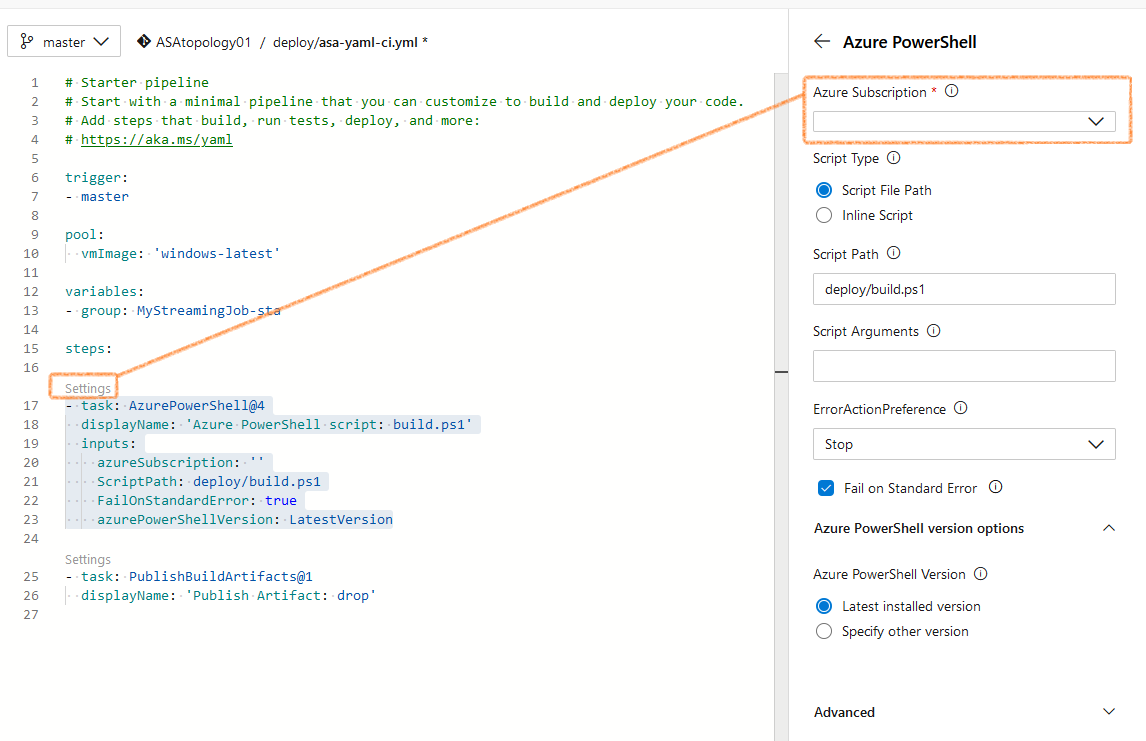 master
ASAtopology01 / deploy/asa-yaml-ci.yml *
1 # Starter pipeline
2 # Start with a minimal pipeline that you can customize to build and deploy your code.
3 # Add steps that build, run tests, deploy, and more:
4 # https://aka.ms/yaml
5
6 trigger:
7 - master
8
9 pool:
10   vmImage: 'windows-latest'
11
12 variables:
13 - group: MyStreamingJob-sta
14
15 steps:
16
Settings
17 - task: AzurePowerShell@4
18   displayName: 'Azure PowerShell script: build.ps1'
19   inputs:
20     azureSubscription: ''
21     ScriptPath: deploy/build.ps1
22     FailOnStandardError: true
23     azurePowerShellVersion: LatestVersion
24
Settings
25 - task: PublishBuildArtifacts@1
26   displayName: 'Publish Artifact: drop'
27
Azure PowerShell
Azure Subscription *
Script Type
Script File Path
Inline Script
Script Path
deploy/build.ps1
Script Arguments
ErrorActionPreference
Stop
Fail on Standard Error
Azure PowerShell version options
Azure PowerShell Version
Latest installed version
Specify other version
Advanced